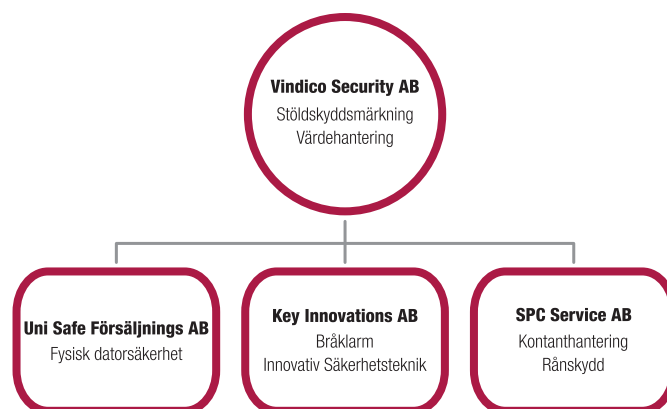 Vindico Security AB
Stöldskyddsmärkning
Värdehantering
Uni Safe Försäljnings AB
Fysisk datorsäkerhet
Key Innovations AB
Bråklarm
Innovativ Säkerhetsteknik
SPC Service AB
Kontanthantering
Rånskydd